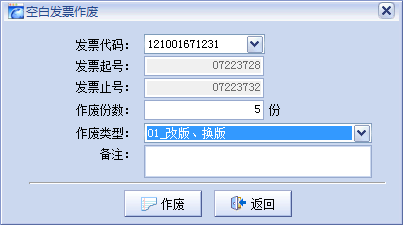 空白发票作废
发票代码： 121001671231
发票起号： 07223728
发票止号： 07223732
作废份数： 5 份
作废类型： 01_改版、换版
备注：
作废 返回